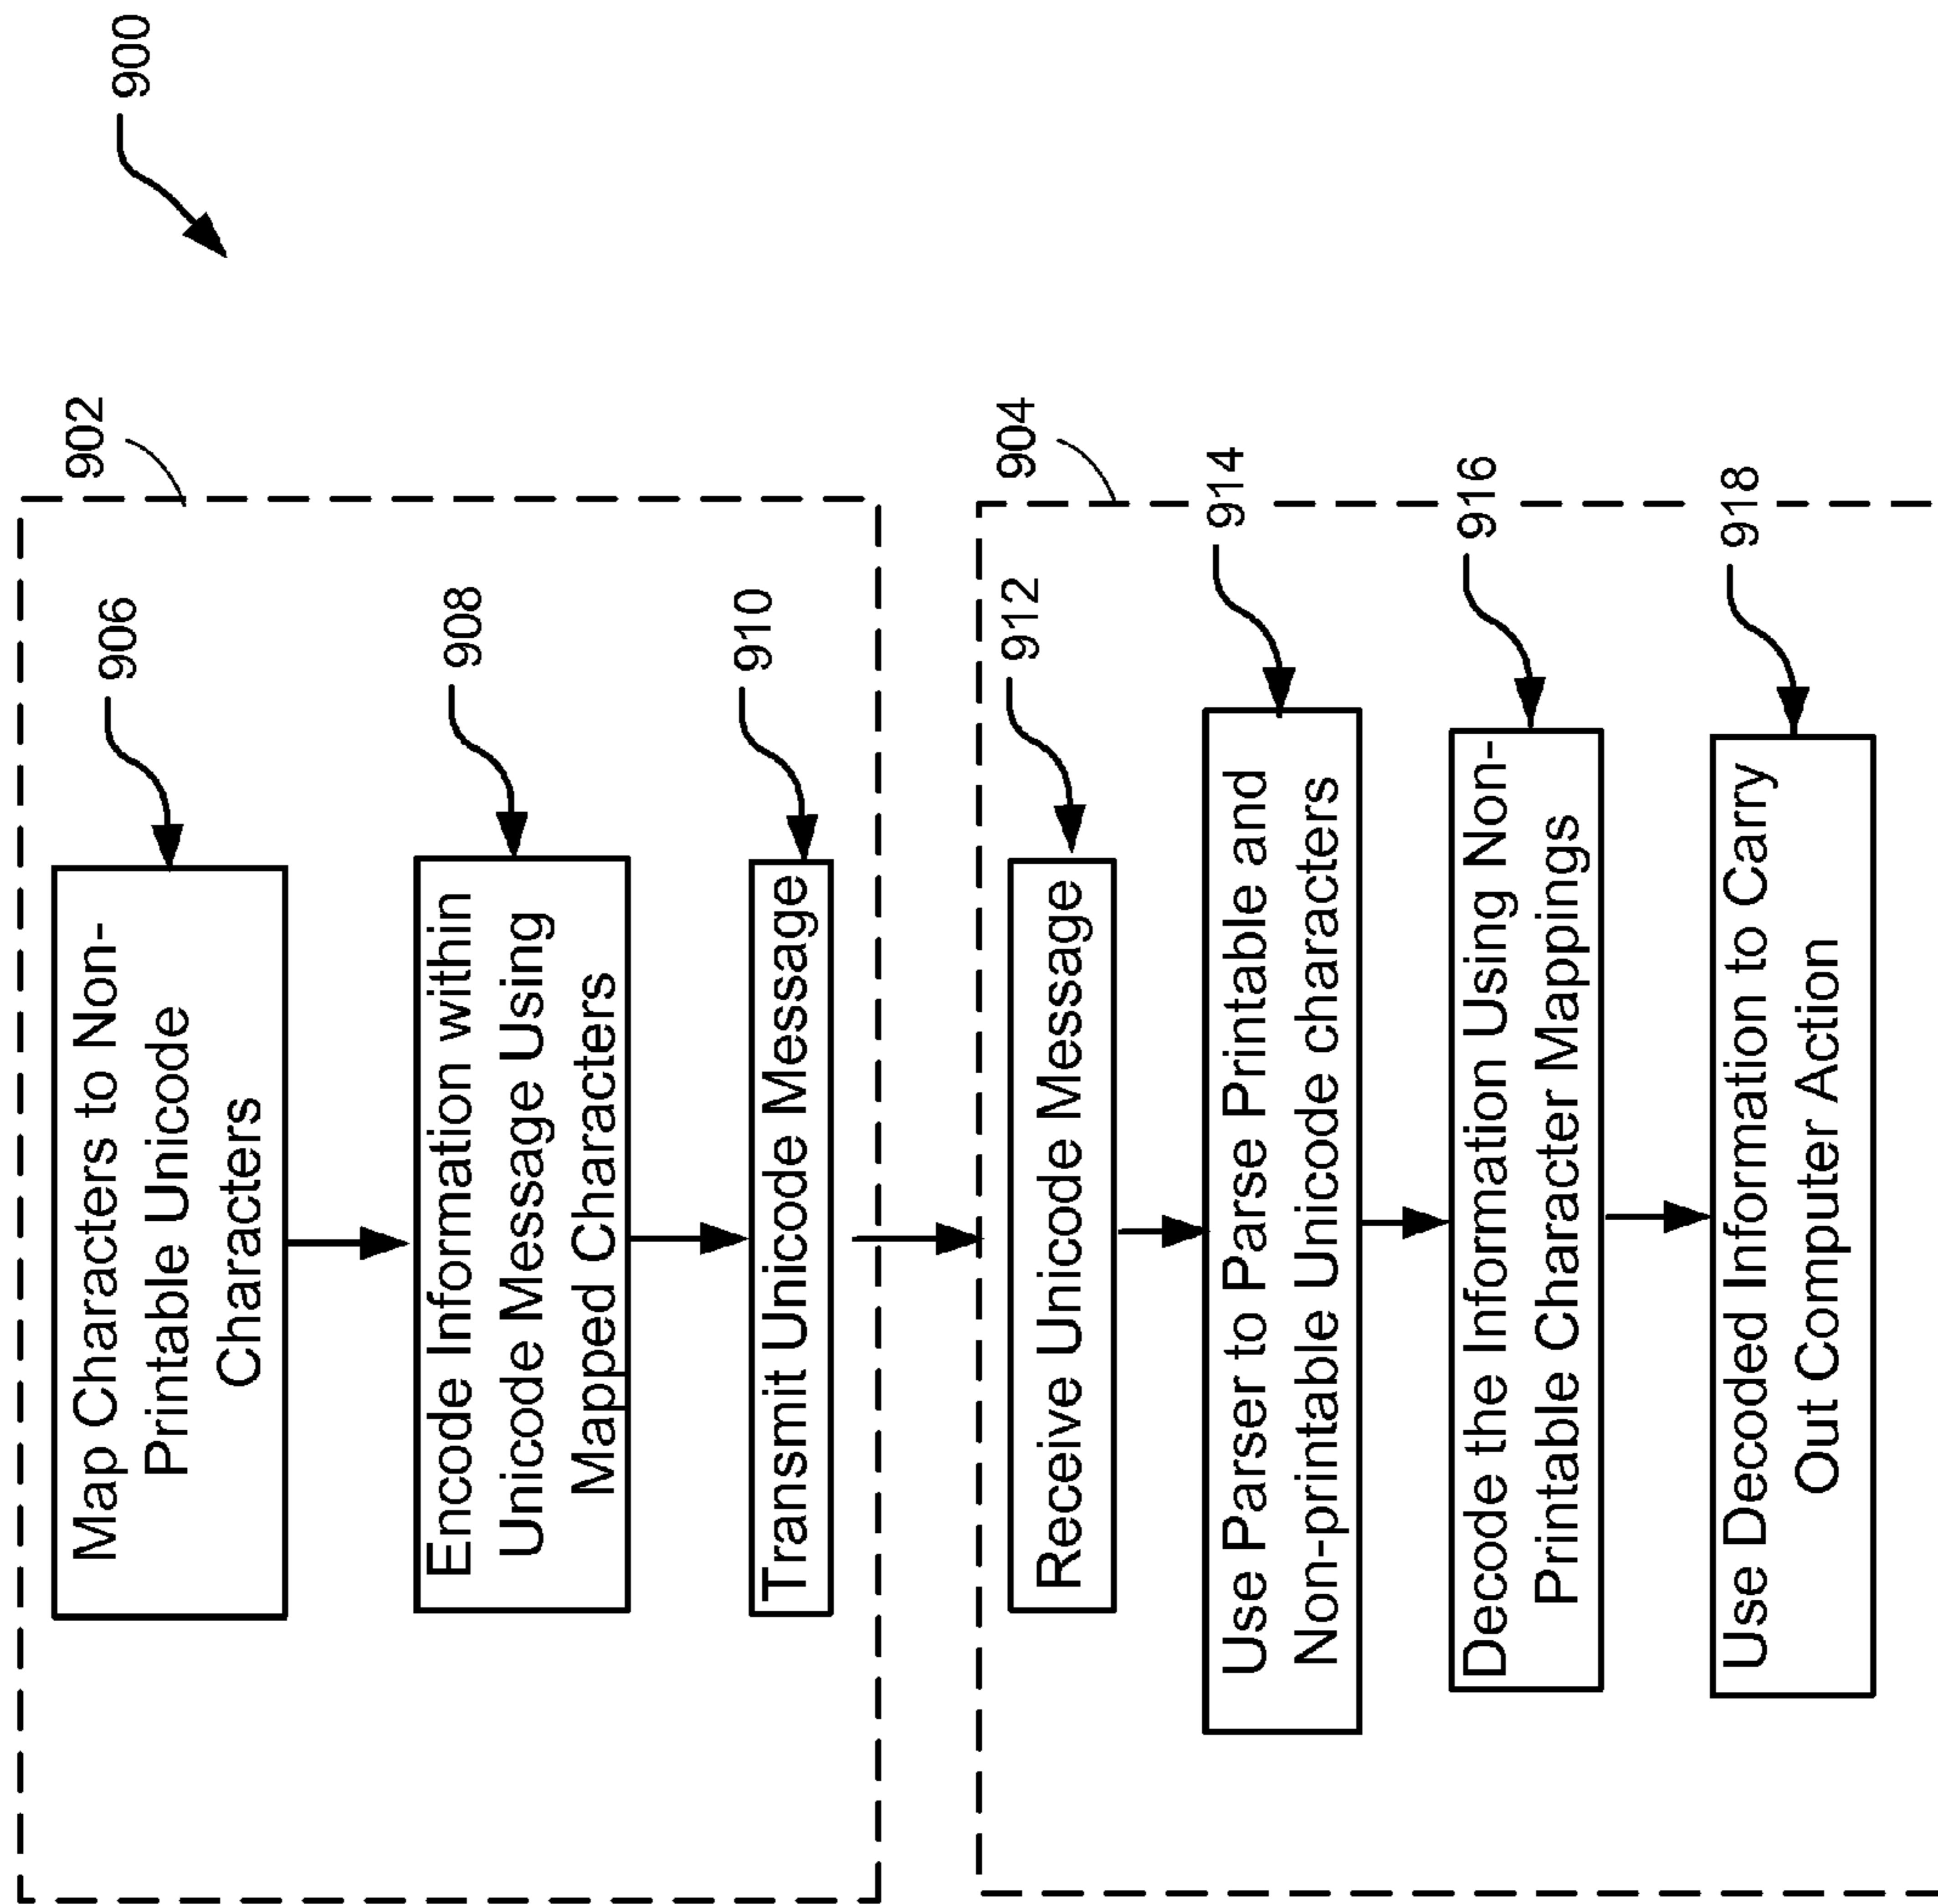 900
902
906
Map Characters to Non-
Printable Unicode
Characters
908
Encode Information within
Unicode Message Using
Mapped Characters
910
Transmit Unicode Message
904
912
Receive Unicode Message
914
Use Parser to Parse Printable and
Non-printable Unicode characters
916
Decode the Information Using Non-
Printable Character Mappings
918
Use Decoded Information to Carry
Out Computer Action